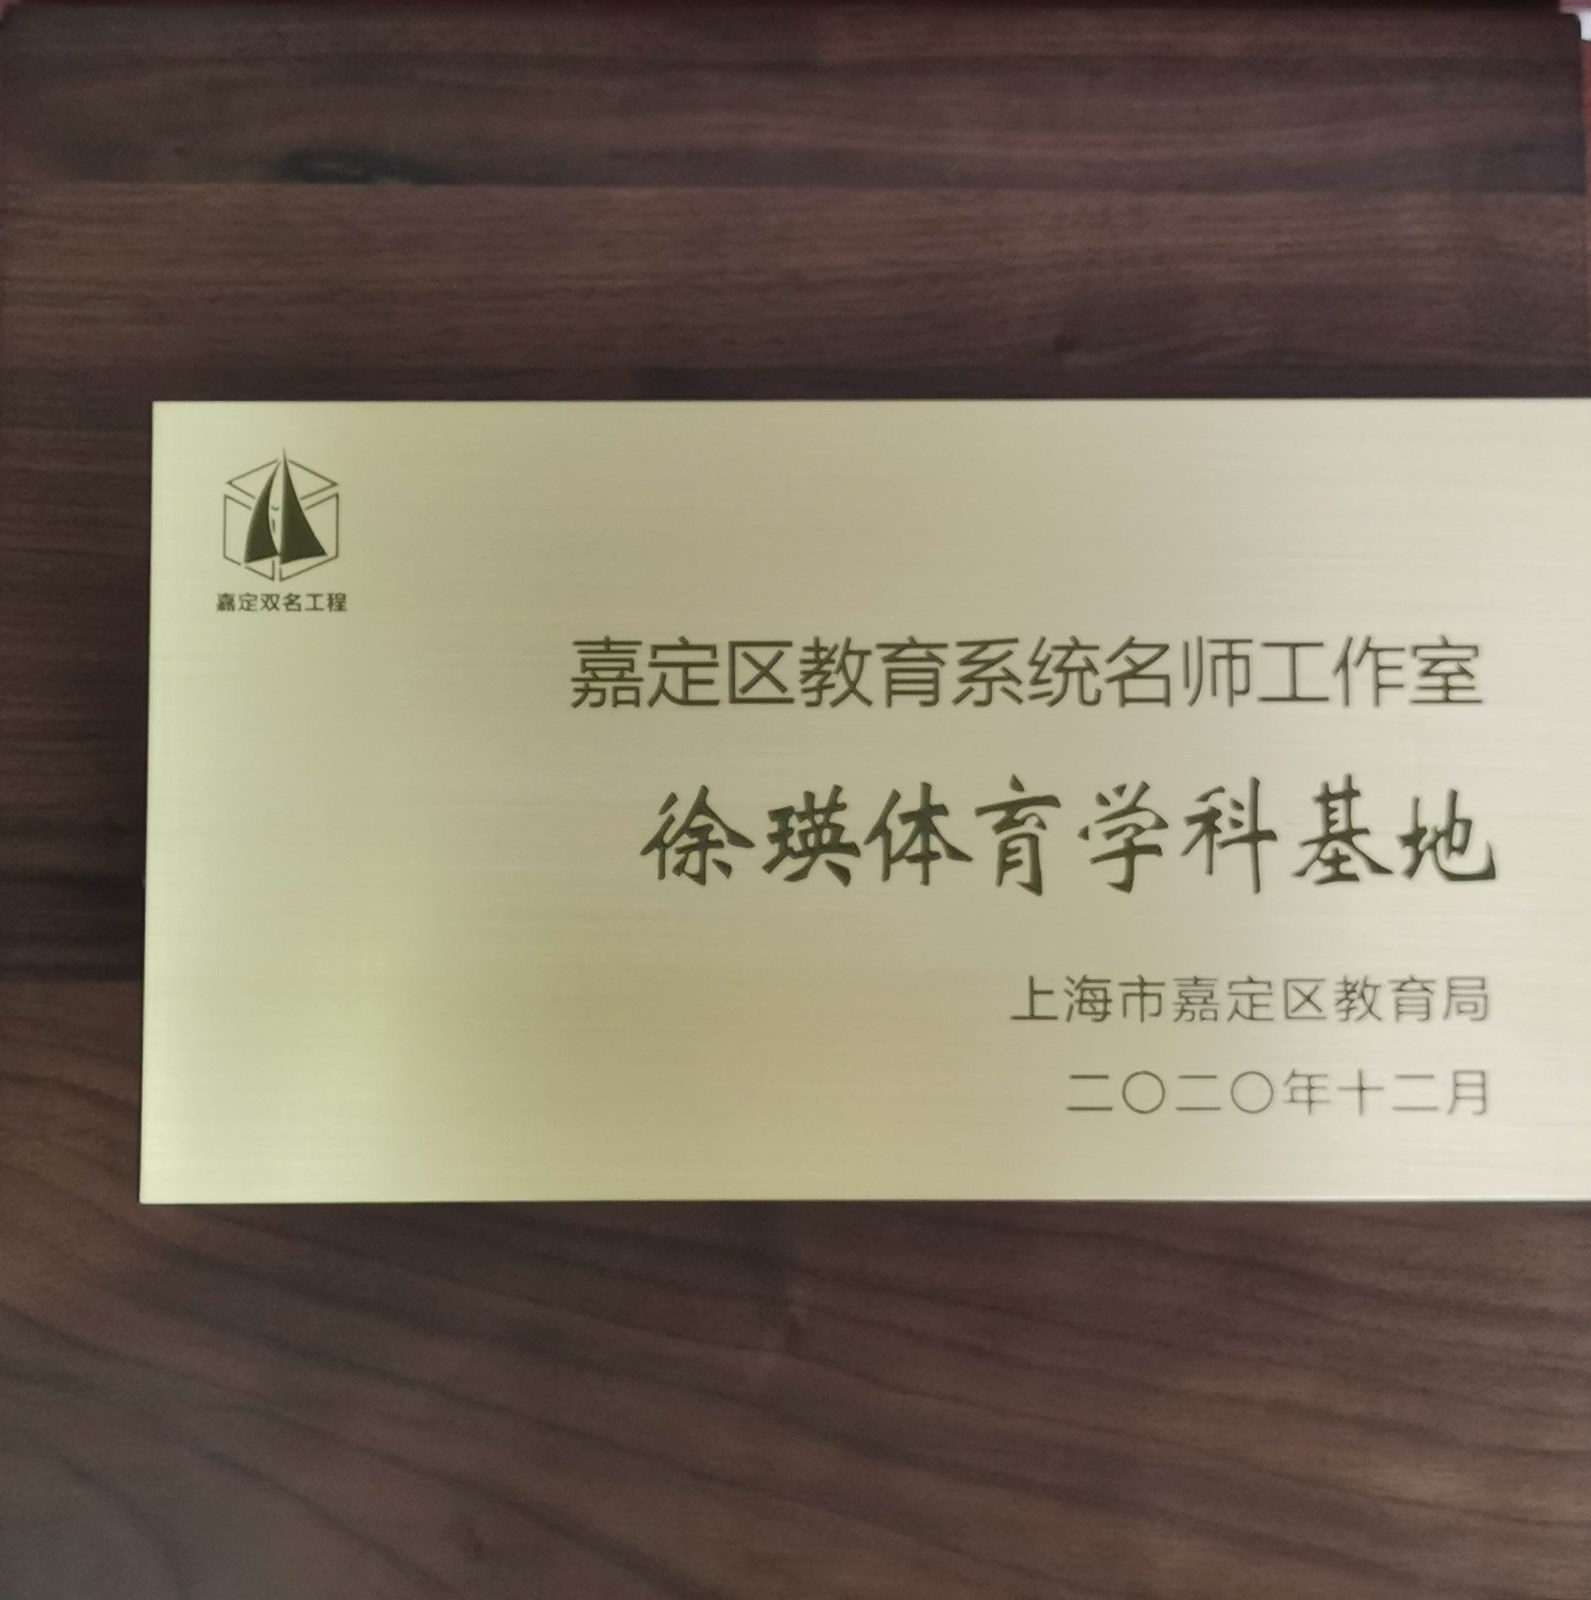 嘉定双名工程
嘉定区教育系统名师工作室
徐瑛体育学科基地
上海市嘉定区教育局
二〇二〇年十二月